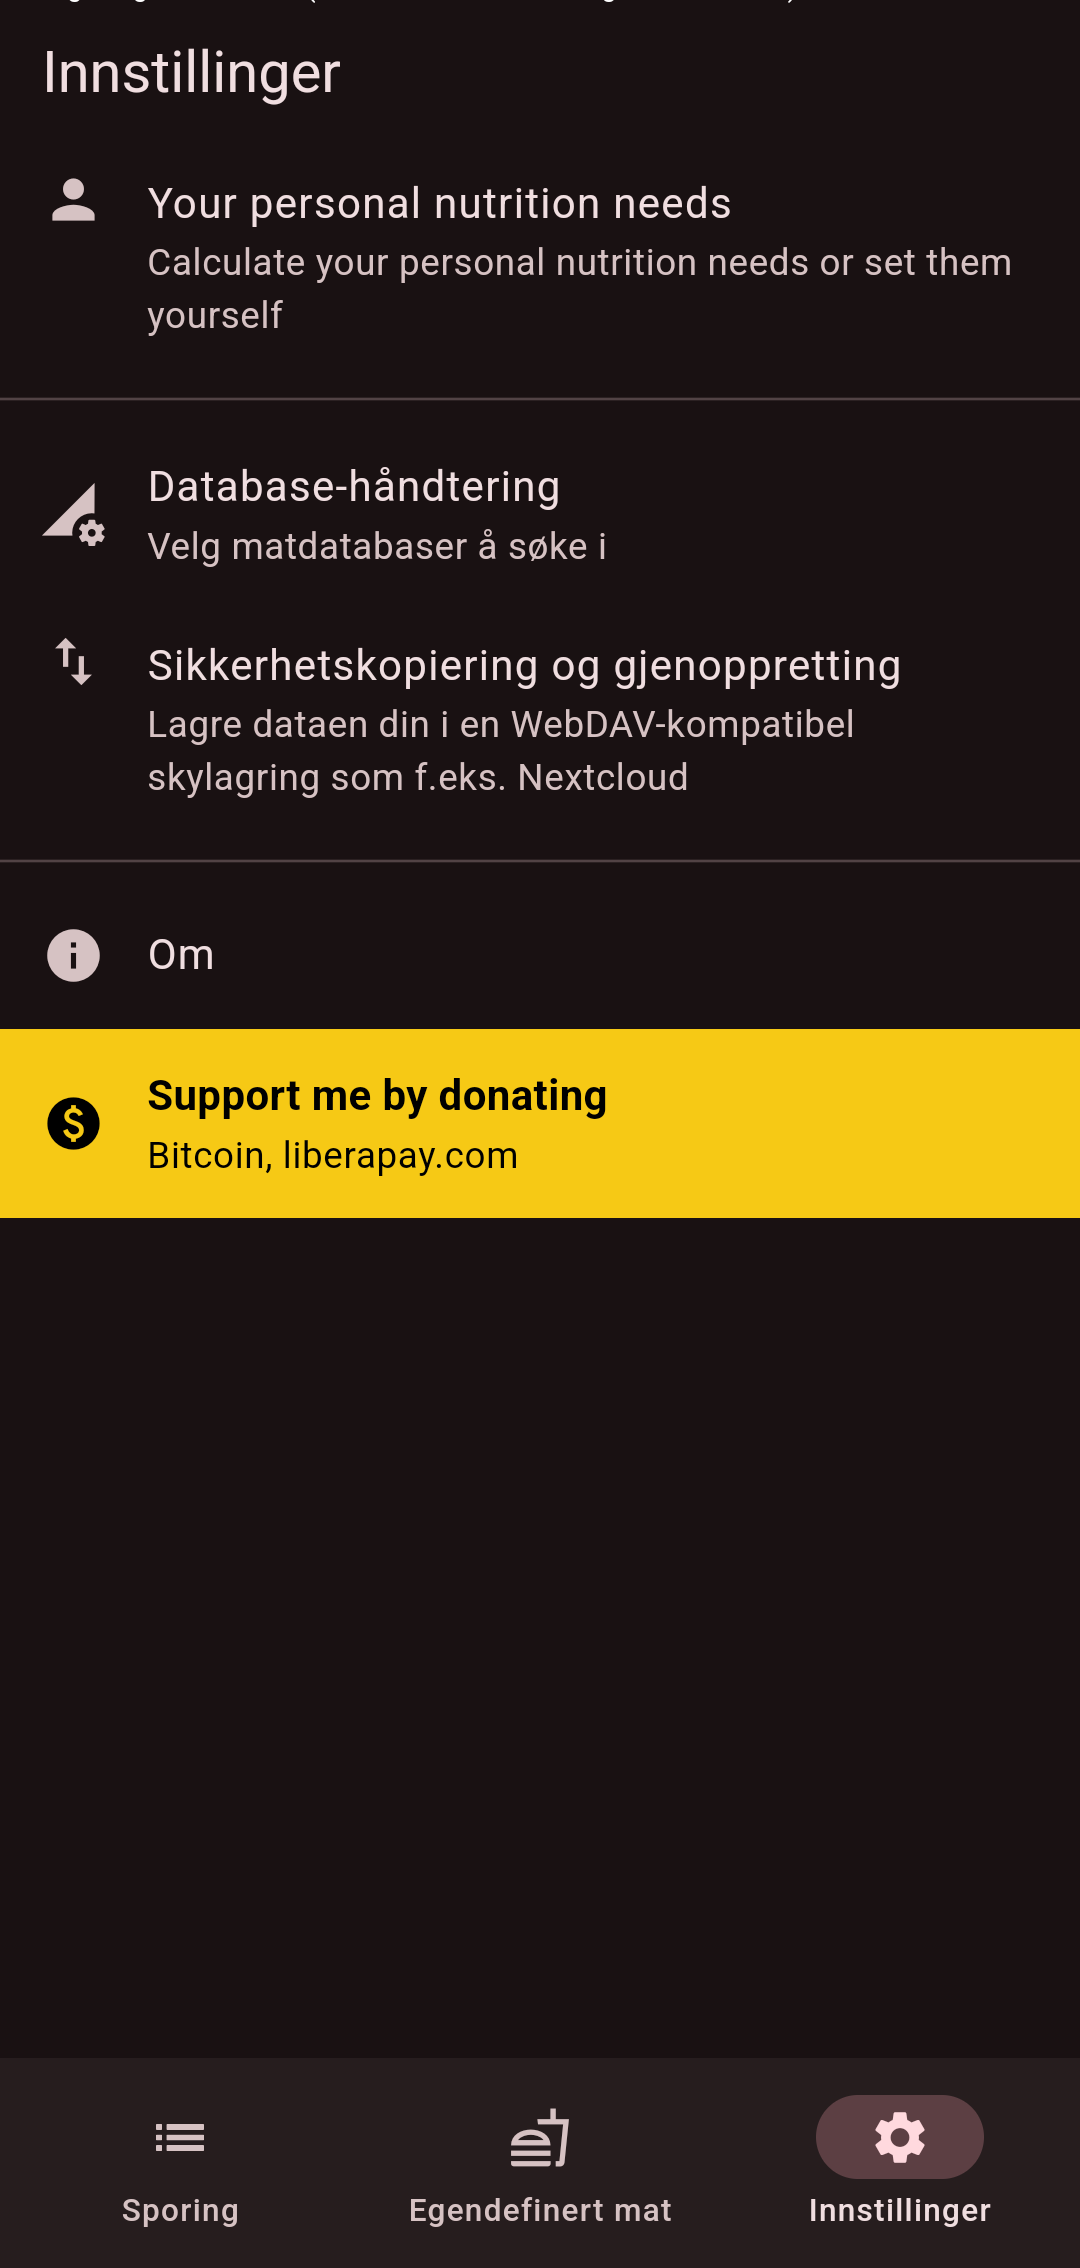 Innstillinger
Your personal nutrition needs
Calculate your personal nutrition needs or set them
yourself
Database-håndtering
Velg matdatabaser å søke i
Sikkerhetskopiering og gjenoppretting
Lagre dataen din i en WebDAV-kompatibel
skylagring som f.eks. Nextcloud
Om
Support me by donating
Bitcoin, liberapay.com
Sporing
Egendefinert mat
Innstillinger